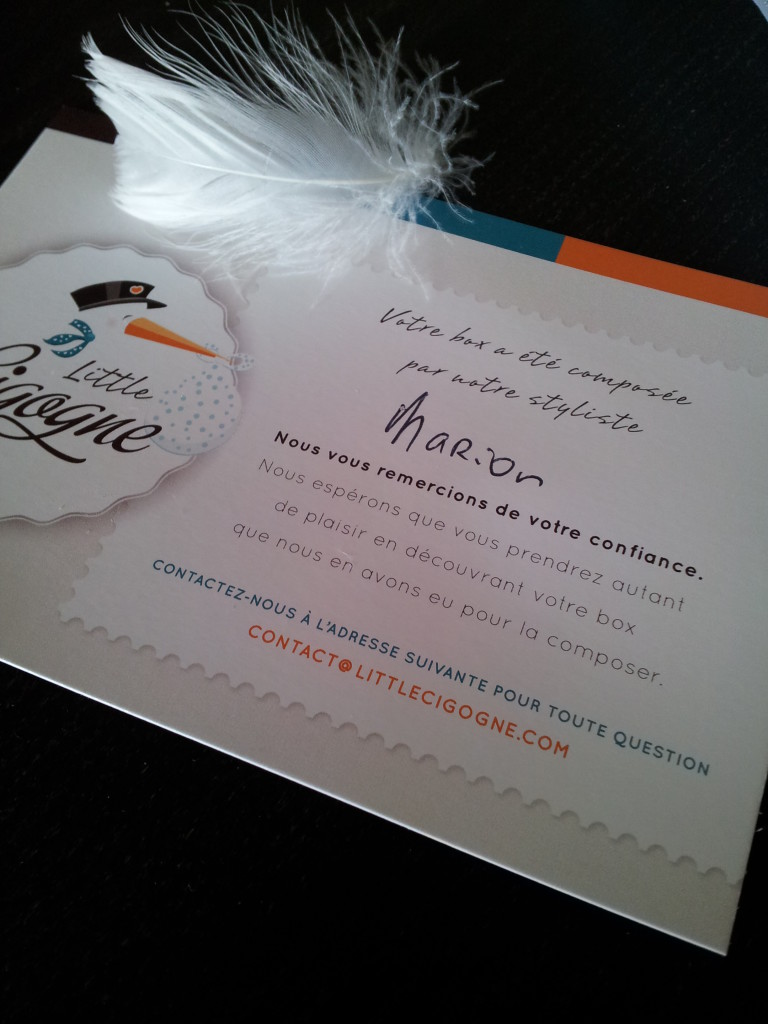 Little
Cigogne
Votre box a été composée
par notre styliste
Marion
Nous vous remercions de votre confiance.
Nous espérons que vous prendrez autant
de plaisir en découvrant votre box
que nous en avons eu pour la composer.
CONTACTEZ-NOUS À L'ADRESSE SUIVANTE POUR TOUTE QUESTION
CONTACT@LITTLECIGOGNE.COM